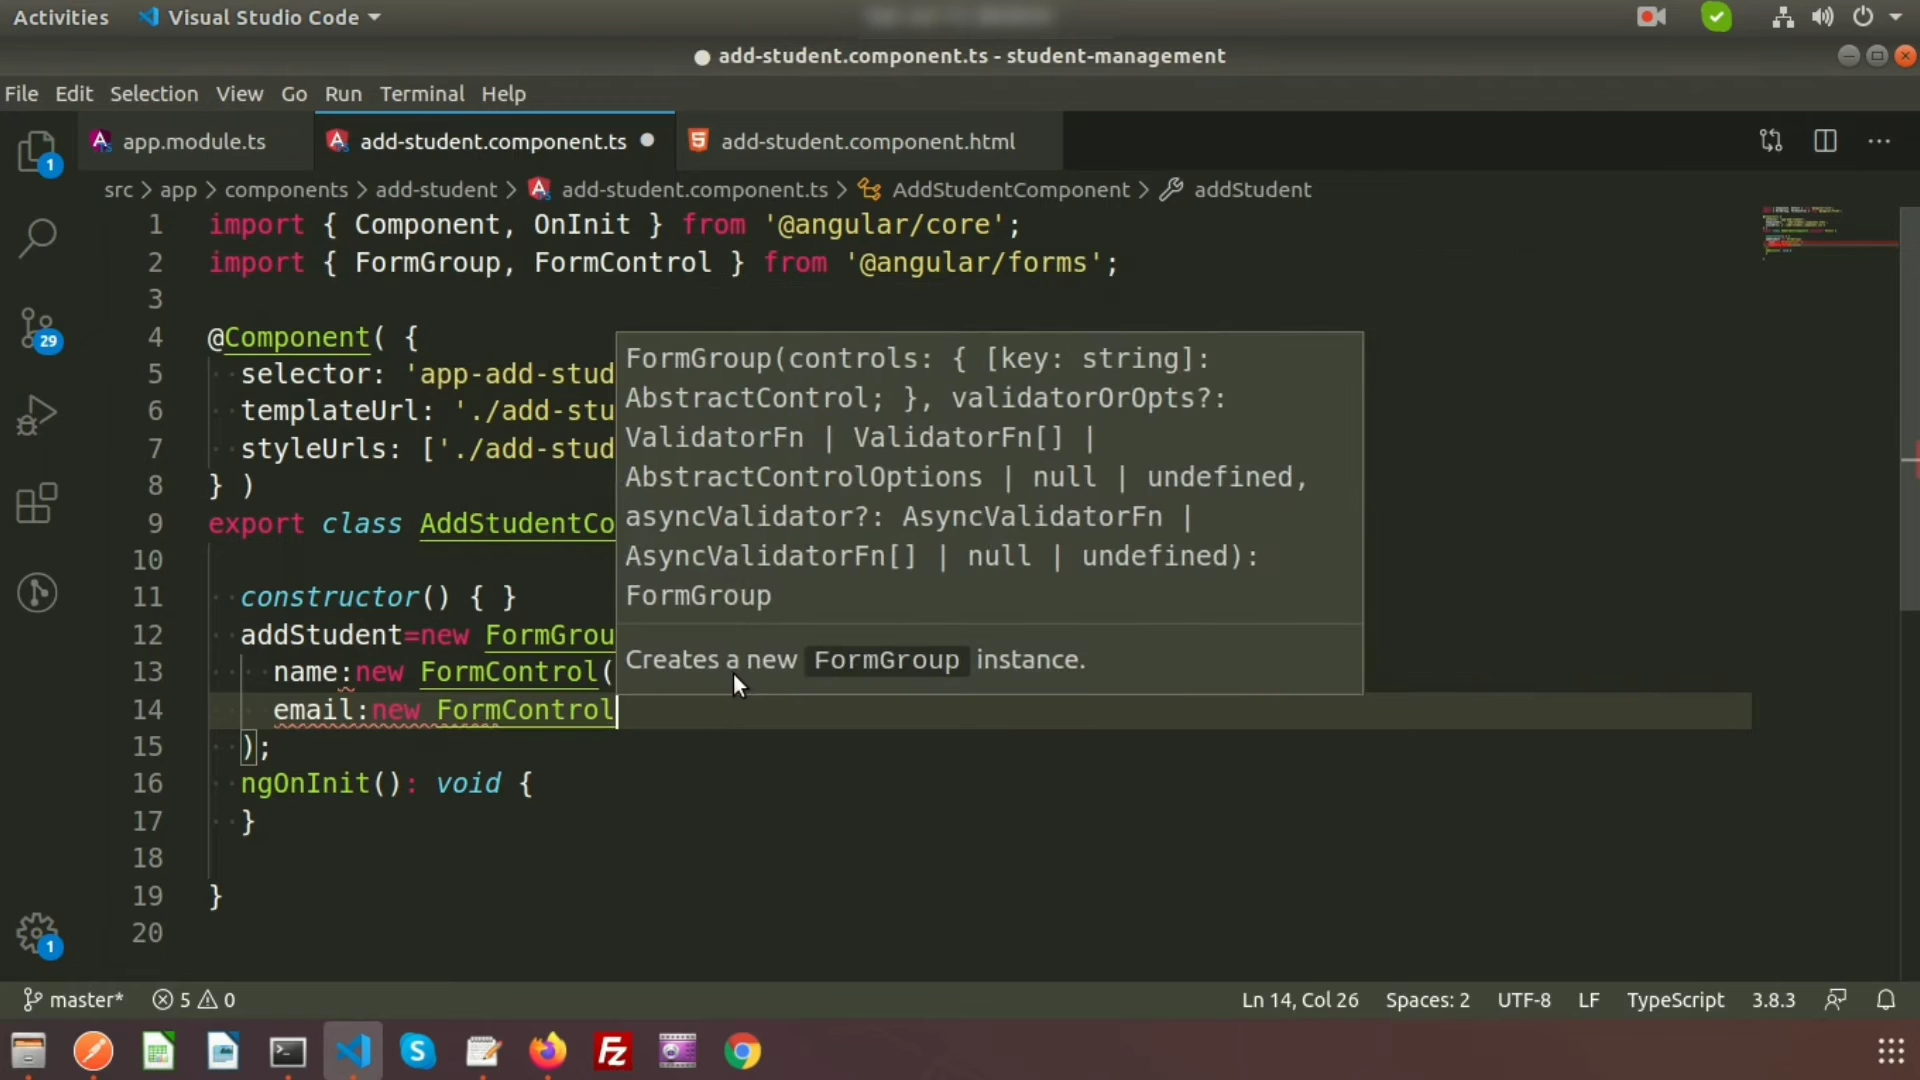 Activities Visual Studio Code
add-student.component.ts - student-management
File Edit Selection View Go Run Terminal Help
app.module.ts add-student.component.ts add-student.component.html
src > app > components > add-student > add-student.component.ts > AddStudentComponent > addStudent
1 import { Component, OnInit } from '@angular/core';
2 import { FormGroup, FormControl } from '@angular/forms';
3
4 @Component( {
5 selector: 'app-add-stud
6 templateUrl: './add-stu
7 styleUrls: ['./add-stud
8 } )
9 export class AddStudentCo
10
11 constructor() { }
12 addStudent=new FormGrou
13 name:new FormControl(
14 email:new FormControl
15 );
16 ngOnInit(): void {
17 }
18
19 }
20
FormGroup(controls: { [key: string]:
AbstractControl; }, validatorOrOpts?:
ValidatorFn | ValidatorFn[] |
AbstractControlOptions | null | undefined,
asyncValidator?: AsyncValidatorFn |
AsyncValidatorFn[] | null | undefined):
FormGroup
Creates a new FormGroup instance.
1
29
1
master* 5 0 Ln 14, Col 26 Spaces: 2 UTF-8 LF TypeScript 3.8.3